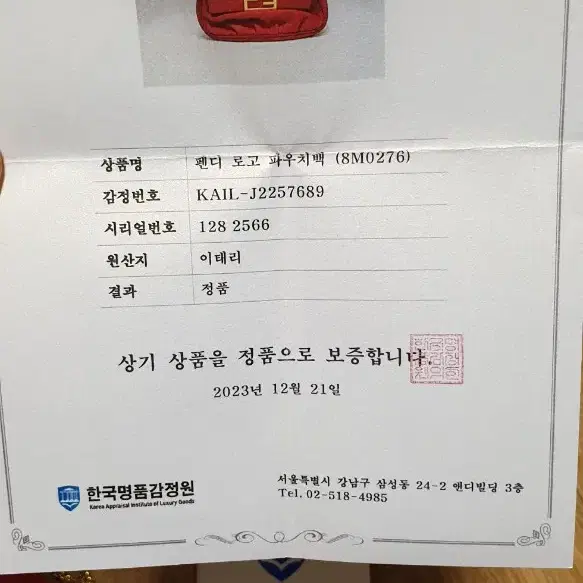 상품명 펜디 로고 파우치백 (8M0276)
감정번호 KAIL-J2257689
시리얼번호 128 2566
원산지 이태리
결과 정품
상기 상품을 정품으로 보증합니다.
2023년 12월 21일
한국명품감정원
Korea Appraisal Institute of Luxury Goods
서울특별시 강남구 삼성동 24-2 앤디빌딩 3층
Tel. 02-518-4985